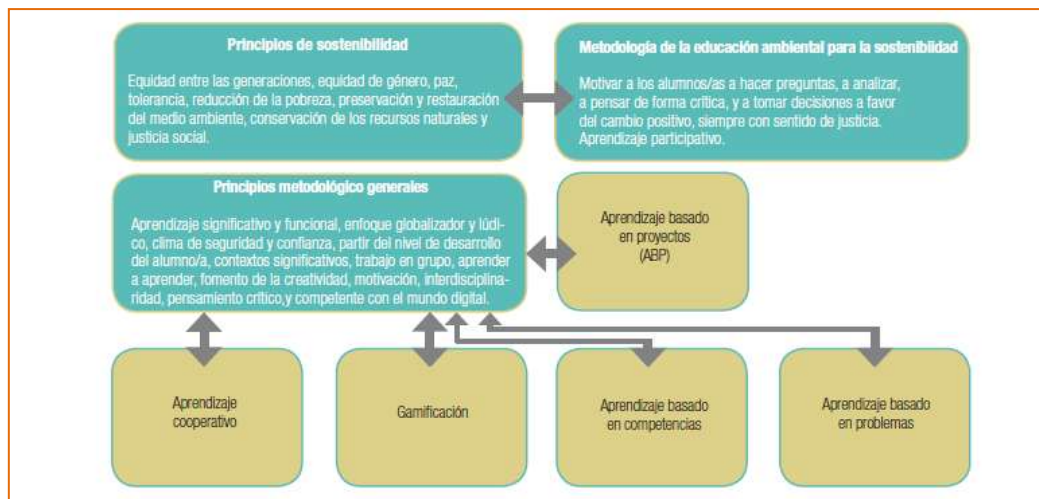 Principios de sostenibilidad
Equidad entre las generaciones, equidad de género, paz,
tolerancia, reducción de la pobreza, preservación y restauración
del medio ambiente, conservación de los recursos naturales y
justicia social.
Metodología de la educación ambiental para la sostenibiidad
Motivar a los alumnos/as a hacer preguntas, a analizar,
a pensar de forma crítica, y a tomar decisiones a favor
del cambio positivo, siempre con sentido de justicia.
Aprendizaje participativo.
Principios metodológico generales
Aprendizaje significativo y funcional, enfoque globalizador y lúdi-
co, clima de seguridad y confianza, partir del nivel de desarrollo
del alumno/a, contextos significativos, trabajo en grupo, aprender
a aprender, fomento de la creatividad, motivación, interdisciplina-
ridad, pensamiento crítico,y competente con el mundo digital.
Aprendizaje basado
en proyectos
(ABP)
Aprendizaje
cooperativo
Gamificación
Aprendizaje basado
en competencias
Aprendizaje basado
en problemas